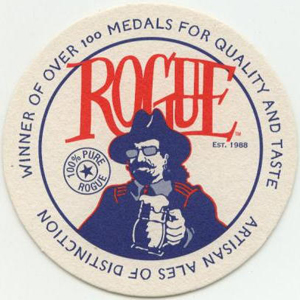 WINNER OF OVER 100 MEDALS FOR QUALITY AND TASTE
ROGUE
TM
EST. 1988
100% PURE
ROGUE
ARTISAN ALES OF DISTINCTION